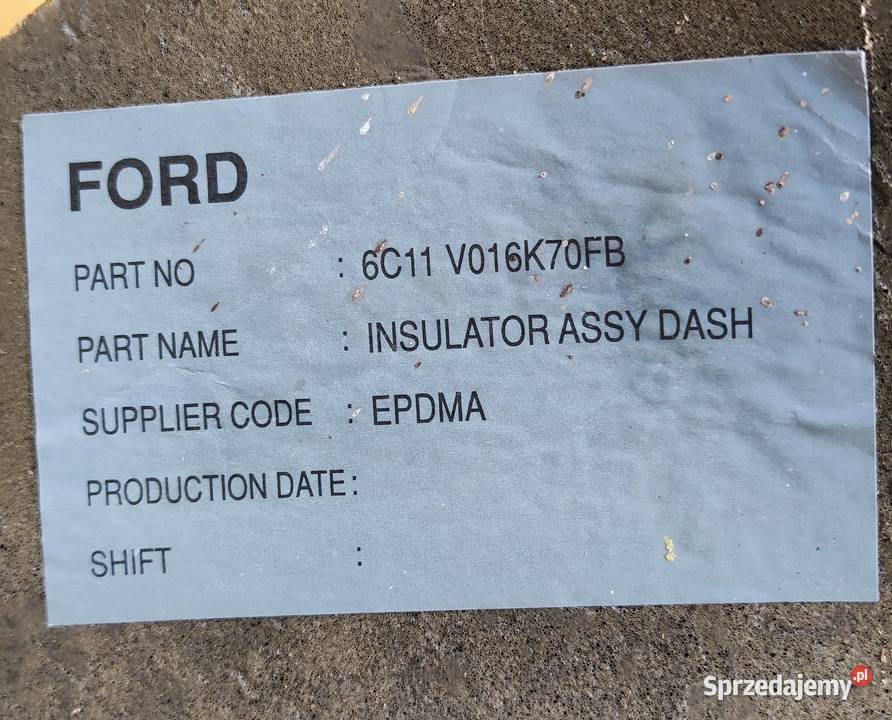 FORD
PART NO : 6C11 V016K70FB
PART NAME : INSULATOR ASSY DASH
SUPPLIER CODE : EPDMA
PRODUCTION DATE:
SHIFT :
Sprzedajemy.pl